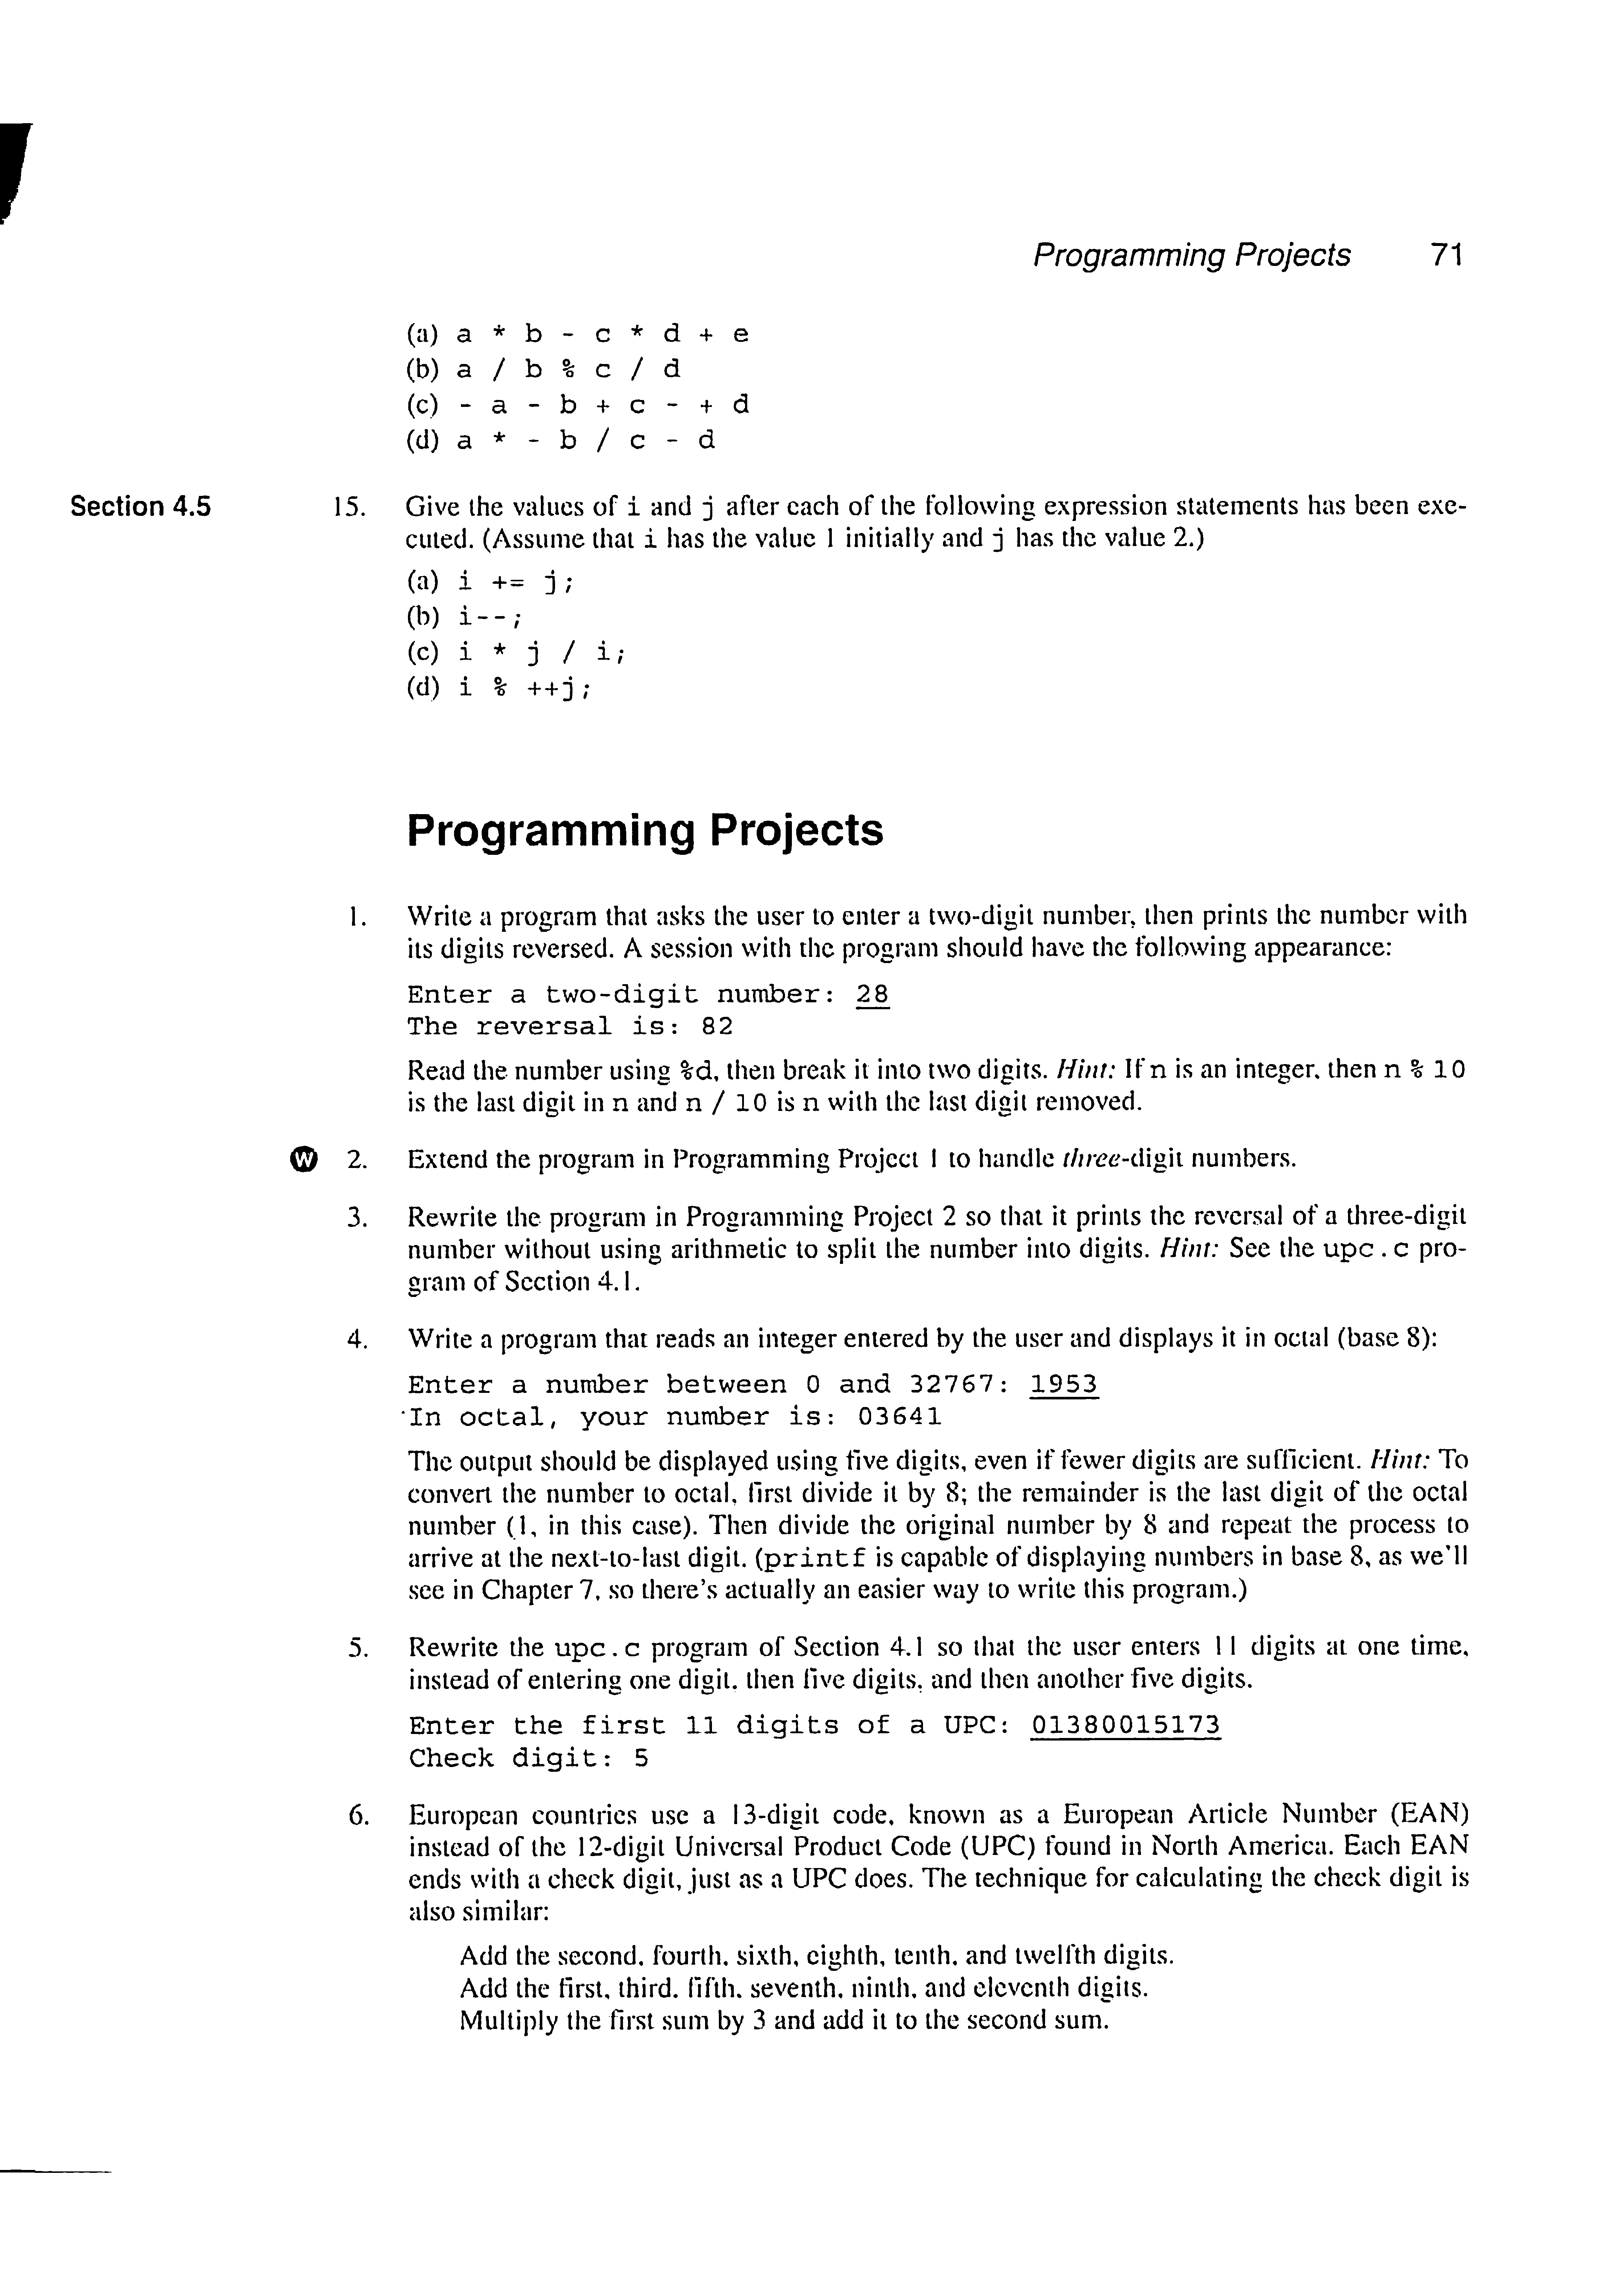 Programming Projects 71
(a) a * b - c * d + e
(b) a / b % c / d
(c) - a - b + c - + d
(d) a * - b / c - d
Section 4.5 15. Give the values of i and j after each of the following expression statements has been exe-
cuted. (Assume that i has the value 1 initially and j has the value 2.)
(a) i += j;
(b) i--;
(c) i * j / i;
(d) i % ++j;
Programming Projects
1. Write a program that asks the user to enter a two-digit number, then prints the number with
its digits reversed. A session with the program should have the following appearance:
Enter a two-digit number: 28
The reversal is: 82
Read the number using %d, then break it into two digits. Hint: If n is an integer, then n % 10
is the last digit in n and n / 10 is n with the last digit removed.
W 2. Extend the program in Programming Project 1 to handle three-digit numbers.
3. Rewrite the program in Programming Project 2 so that it prints the reversal of a three-digit
number without using arithmetic to split the number into digits. Hint: See the upc.c pro-
gram of Section 4.1.
4. Write a program that reads an integer entered by the user and displays it in octal (base 8):
Enter a number between 0 and 32767: 1953
In octal, your number is: 03641
The output should be displayed using five digits, even if fewer digits are sufficient. Hint: To
convert the number to octal, first divide it by 8; the remainder is the last digit of the octal
number (1, in this case). Then divide the original number by 8 and repeat the process to
arrive at the next-to-last digit. (printf is capable of displaying numbers in base 8, as we'll
see in Chapter 7, so there's actually an easier way to write this program.)
5. Rewrite the upc.c program of Section 4.1 so that the user enters 11 digits at one time,
instead of entering one digit, then five digits, and then another five digits.
Enter the first 11 digits of a UPC: 01380015173
Check digit: 5
6. European countries use a 13-digit code, known as a European Article Number (EAN)
instead of the 12-digit Universal Product Code (UPC) found in North America. Each EAN
ends with a check digit, just as a UPC does. The technique for calculating the check digit is
also similar:
Add the second, fourth, sixth, eighth, tenth, and twelfth digits.
Add the first, third, fifth, seventh, ninth, and eleventh digits.
Multiply the first sum by 3 and add it to the second sum.